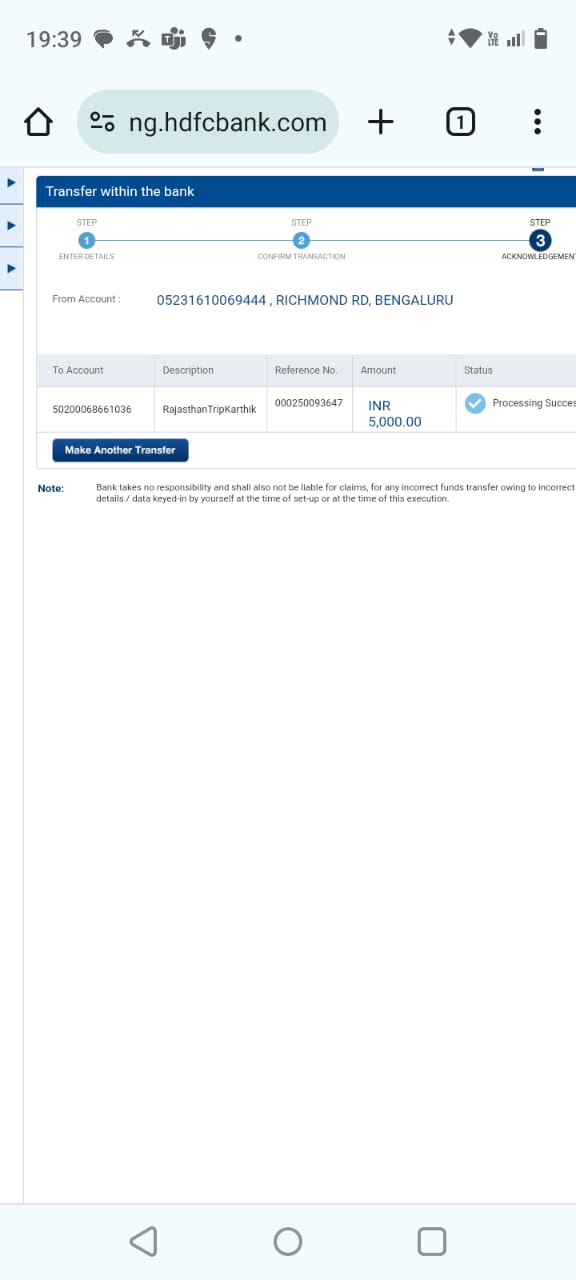 19:39
VO LTE
ng.hdfcbank.com
1
Transfer within the bank
STEP STEP STEP
1 2 3
ENTER DETAILS CONFIRM TRANSACTION ACKNOWLEDGEMENT
From Account : 05231610069444 , RICHMOND RD, BENGALURU
To Account Description Reference No. Amount Status
50200068661036 RajasthanTripKarthik 000250093647 INR 5,000.00 Processing Succes
Make Another Transfer
Note: Bank takes no responsibility and shall also not be liable for claims, for any incorrect funds transfer owing to incorrect
details / data keyed-in by yourself at the time of set-up or at the time of this execution.